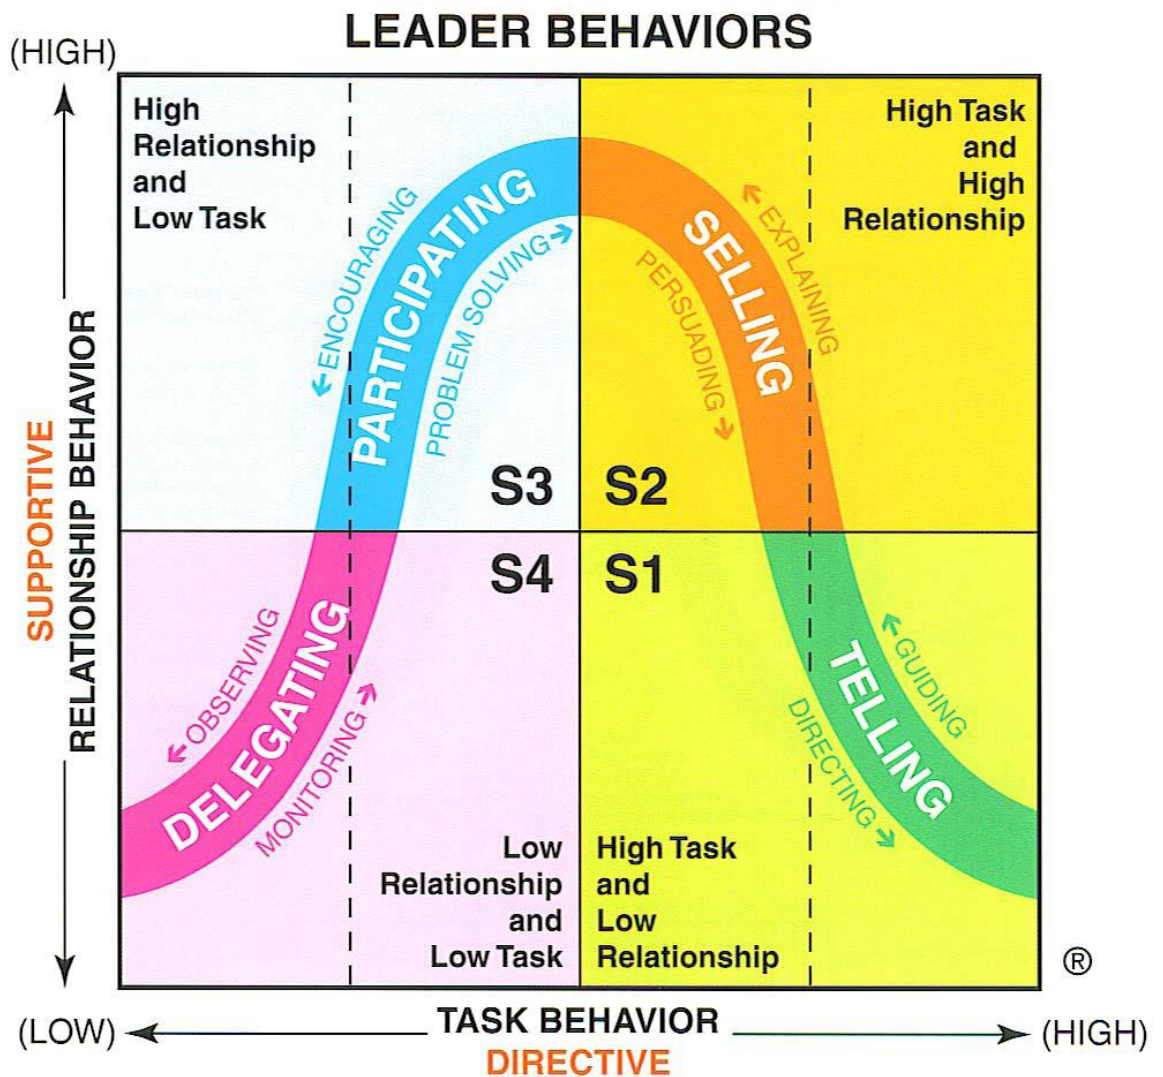 LEADER BEHAVIORS
(HIGH)
High
Relationship
and
Low Task
High Task
and
High
Relationship
ENCOURAGING
PARTICIPATING
PROBLEM SOLVING
SELLING
EXPLAINING
PERSUADING
S3
S2
SUPPORTIVE
RELATIONSHIP BEHAVIOR
S4
S1
OBSERVING
DELEGATING
MONITORING
GUIDING
TELLING
DIRECTING
Low
Relationship
and
Low Task
High Task
and
Low
Relationship
®
(LOW)
TASK BEHAVIOR
(HIGH)
DIRECTIVE